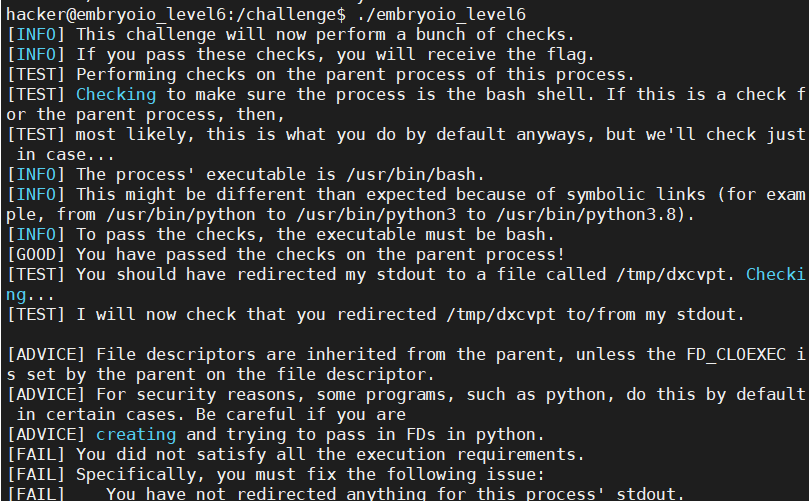 hacker@embryoio_level6:/challenge$ ./embryoio_level6
[INFO] This challenge will now perform a bunch of checks.
[INFO] If you pass these checks, you will receive the flag.
[TEST] Performing checks on the parent process of this process.
[TEST] Checking to make sure the process is the bash shell. If this is a check f
or the parent process, then,
[TEST] most likely, this is what you do by default anyways, but we'll check just
 in case...
[INFO] The process' executable is /usr/bin/bash.
[INFO] This might be different than expected because of symbolic links (for exam
ple, from /usr/bin/python to /usr/bin/python3 to /usr/bin/python3.8).
[INFO] To pass the checks, the executable must be bash.
[GOOD] You have passed the checks on the parent process!
[TEST] You should have redirected my stdout to a file called /tmp/dxcvpt. Checki
ng...
[TEST] I will now check that you redirected /tmp/dxcvpt to/from my stdout.
[ADVICE] File descriptors are inherited from the parent, unless the FD_CLOEXEC i
s set by the parent on the file descriptor.
[ADVICE] For security reasons, some programs, such as python, do this by default
 in certain cases. Be careful if you are
[ADVICE] creating and trying to pass in FDs in python.
[FAIL] You did not satisfy all the execution requirements.
[FAIL] Specifically, you must fix the following issue:
[FAIL]    You have not redirected anything for this process' stdout.